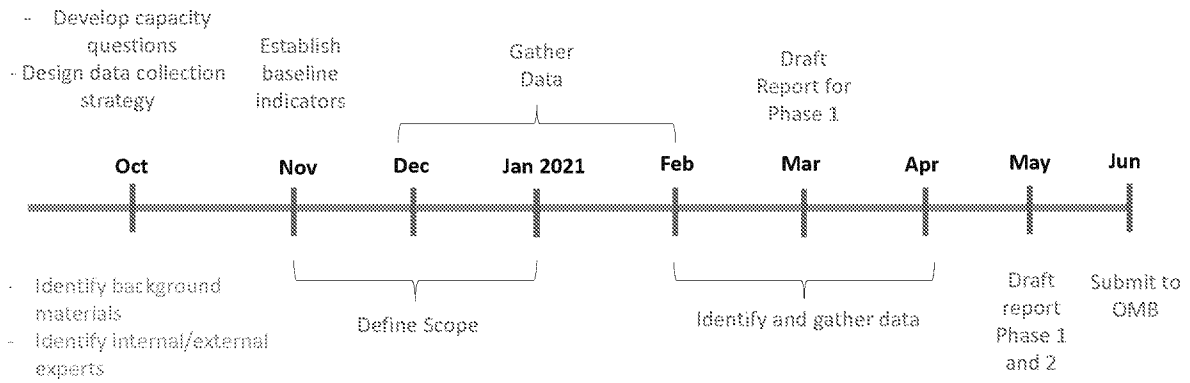 - Develop capacity
questions
- Design data collection
strategy
Establish
baseline
indicators
Gather
Data
Draft
Report for
Phase 1
Oct
Nov
Dec
Jan 2021
Feb
Mar
Apr
May
Jun
- Identify background
materials
- Identify internal/external
experts
Define Scope
Identify and gather data
Draft
report
Phase 1
and 2
Submit to
OMB